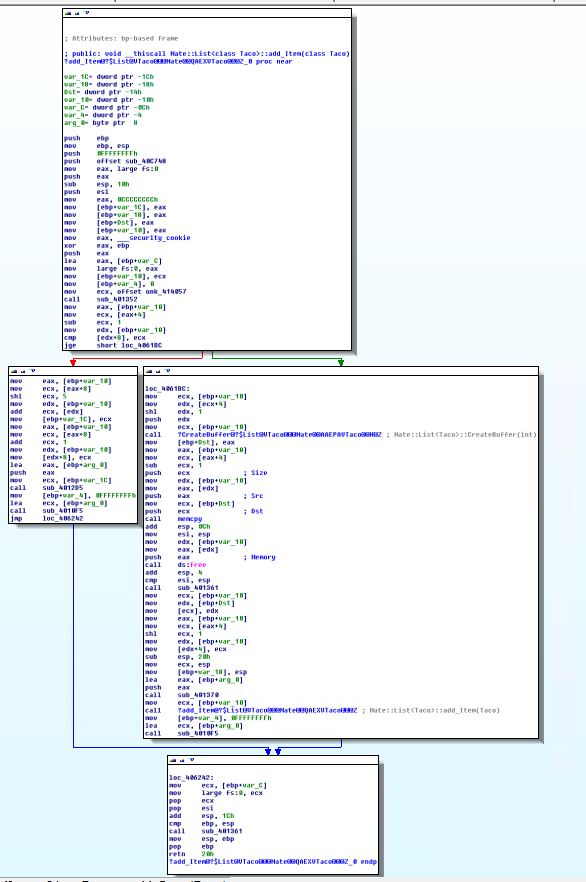 ; Attributes: bp-based frame
; public: void __thiscall Nate::List<class Taco>::add_Item(class Taco)
?add_Item@?$List@VTaco@@@Nate@@QAEXVTaco@@@Z_0 proc near
var_1C= dword ptr -1Ch
var_18= dword ptr -18h
Dst= dword ptr -14h
var_10= dword ptr -10h
var_C= dword ptr -0Ch
var_4= dword ptr -4
arg_0= byte ptr  8
push    ebp
mov     ebp, esp
push    0FFFFFFFFh
push    offset sub_40C740
mov     eax, large fs:0
push    eax
sub     esp, 10h
push    esi
mov     eax, 0CCCCCCCCh
mov     [ebp+var_1C], eax
mov     [ebp+var_18], eax
mov     [ebp+Dst], eax
mov     [ebp+var_10], eax
mov     eax, ___security_cookie
xor     eax, ebp
push    eax
lea     eax, [ebp+var_C]
mov     large fs:0, eax
mov     [ebp+var_10], ecx
mov     [ebp+var_4], 0
mov     ecx, offset unk_414057
call    sub_401352
mov     eax, [ebp+var_10]
mov     ecx, [eax+4]
sub     ecx, 1
mov     edx, [ebp+var_10]
cmp     [edx+8], ecx
jge     short loc_4061BC
mov     eax, [ebp+var_10]
mov     ecx, [eax+8]
shl     ecx, 5
mov     edx, [ebp+var_10]
add     ecx, [edx]
mov     [ebp+var_1C], ecx
mov     eax, [ebp+var_10]
mov     ecx, [eax+8]
add     ecx, 1
mov     edx, [ebp+var_10]
mov     [edx+8], ecx
lea     eax, [ebp+arg_0]
push    eax
mov     ecx, [ebp+var_1C]
call    sub_4012D5
mov     [ebp+var_4], 0FFFFFFFFh
lea     ecx, [ebp+arg_0]
call    sub_4010F5
jmp     loc_406242
loc_4061BC:
mov     ecx, [ebp+var_10]
mov     edx, [ecx+4]
shl     edx, 1
push    edx
mov     ecx, [ebp+var_10]
call    ?CreateBuffer@?$List@VTaco@@@Nate@@AAEPAVTaco@@H@Z ; Nate::List<Taco>::CreateBuffer(int)
mov     [ebp+Dst], eax
mov     eax, [ebp+var_10]
mov     ecx, [eax+4]
sub     ecx, 1
push    ecx             ; Size
mov     edx, [ebp+var_10]
mov     eax, [edx]
push    eax             ; Src
mov     ecx, [ebp+Dst]
push    ecx             ; Dst
call    memcpy
add     esp, 0Ch
mov     esi, esp
mov     edx, [ebp+var_10]
mov     eax, [edx]
push    eax             ; Memory
call    ds:free
add     esp, 4
cmp     esi, esp
call    sub_401361
mov     ecx, [ebp+var_10]
mov     edx, [ebp+Dst]
mov     [ecx], edx
mov     eax, [ebp+var_10]
mov     ecx, [eax+4]
shl     ecx, 1
mov     edx, [ebp+var_10]
mov     [edx+4], ecx
sub     esp, 20h
mov     ecx, esp
mov     [ebp+var_18], esp
lea     eax, [ebp+arg_0]
push    eax
call    sub_401370
mov     ecx, [ebp+var_10]
call    ?add_Item@?$List@VTaco@@@Nate@@QAEXVTaco@@@Z ; Nate::List<Taco>::add_Item(Taco)
mov     [ebp+var_4], 0FFFFFFFFh
lea     ecx, [ebp+arg_0]
call    sub_4010F5
loc_406242:
mov     ecx, [ebp+var_C]
mov     large fs:0, ecx
pop     ecx
pop     esi
add     esp, 1Ch
cmp     ebp, esp
call    sub_401361
mov     esp, ebp
pop     ebp
retn    20h
?add_Item@?$List@VTaco@@@Nate@@QAEXVTaco@@@Z_0 endp